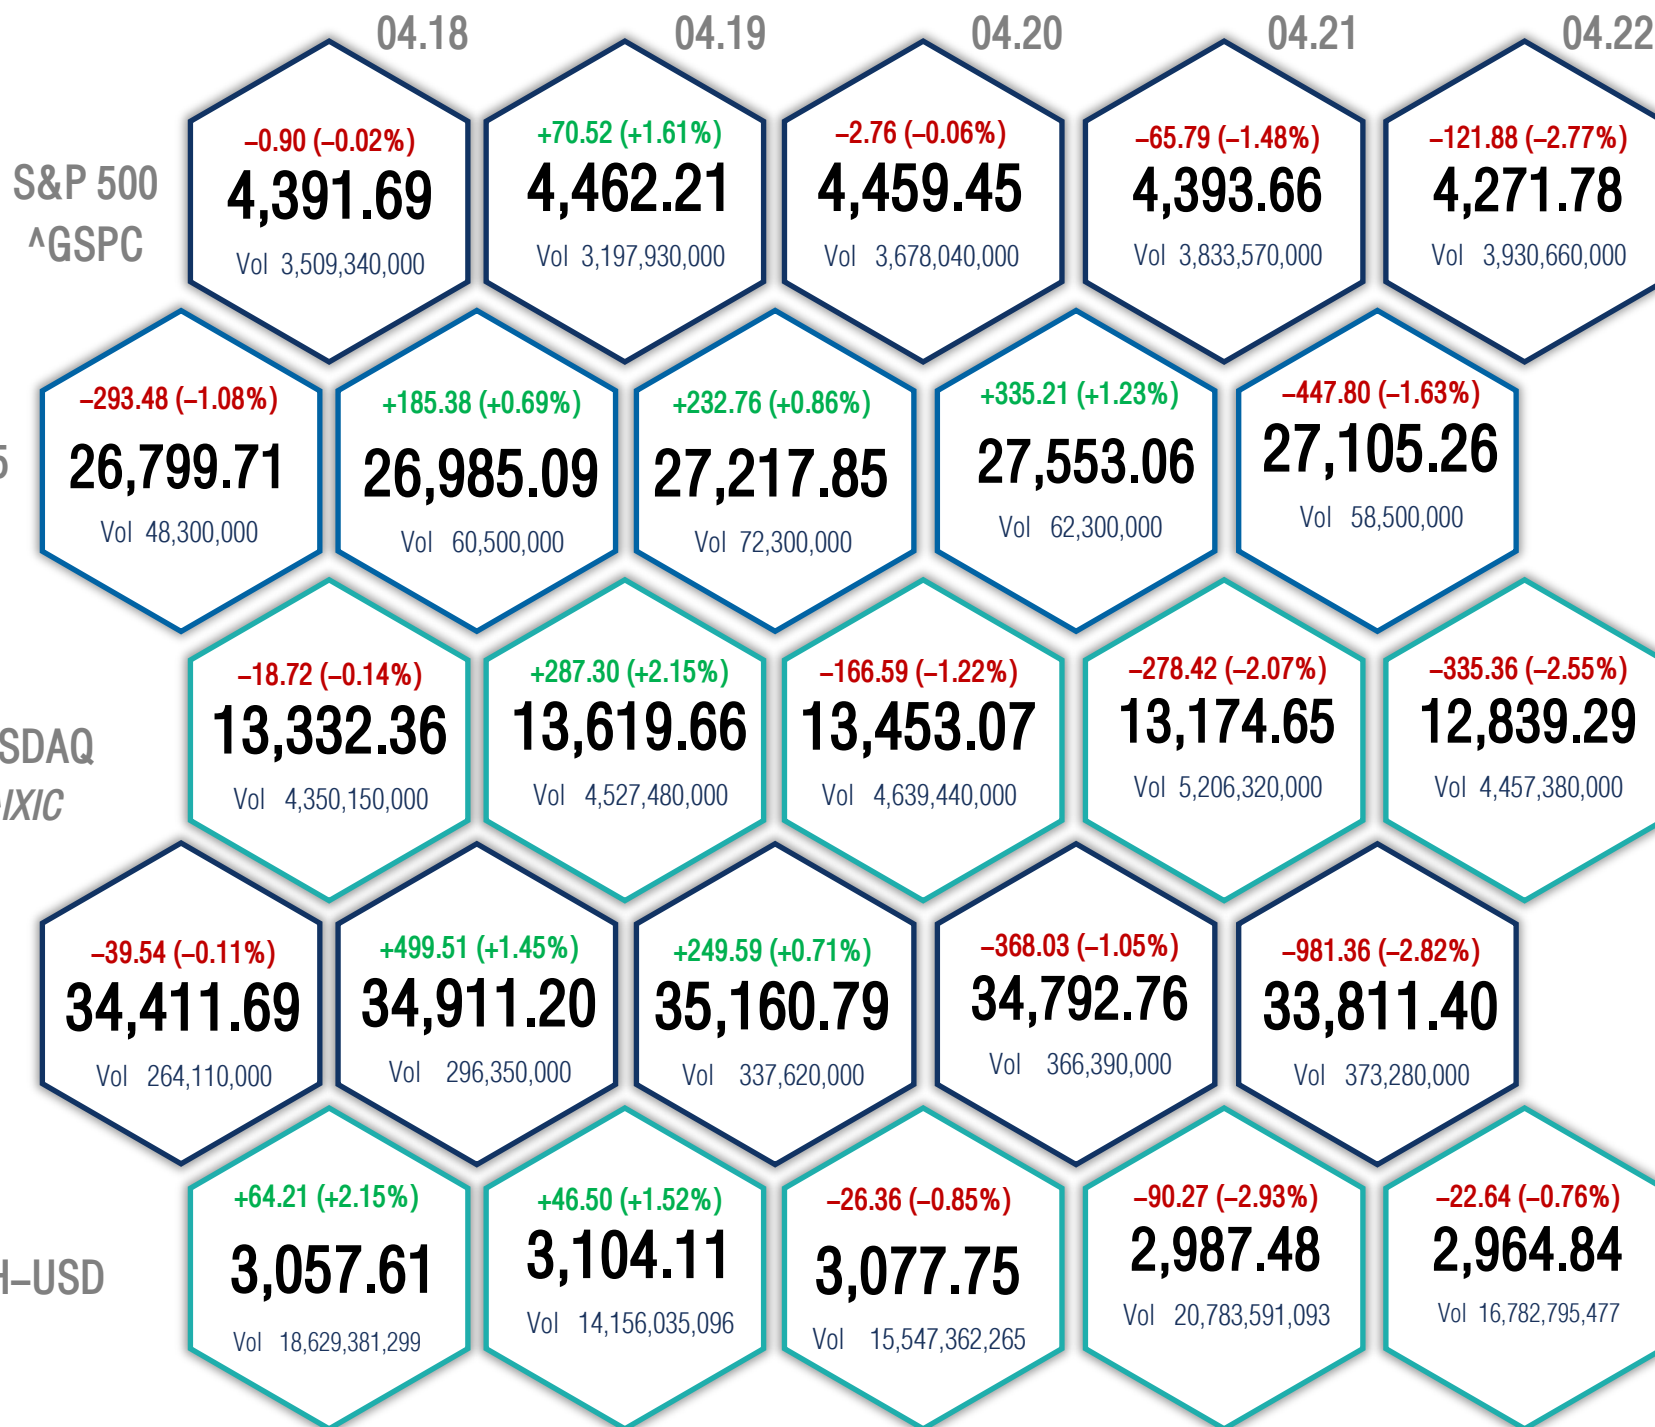 04.18 04.19 04.20 04.21 04.22
S&P 500
^GSPC
–0.90 (–0.02%)
4,391.69
Vol 3,509,340,000
+70.52 (+1.61%)
4,462.21
Vol 3,197,930,000
–2.76 (–0.06%)
4,459.45
Vol 3,678,040,000
–65.79 (–1.48%)
4,393.66
Vol 3,833,570,000
–121.88 (–2.77%)
4,271.78
Vol 3,930,660,000
5
–293.48 (–1.08%)
26,799.71
Vol 48,300,000
+185.38 (+0.69%)
26,985.09
Vol 60,500,000
+232.76 (+0.86%)
27,217.85
Vol 72,300,000
+335.21 (+1.23%)
27,553.06
Vol 62,300,000
–447.80 (–1.63%)
27,105.26
Vol 58,500,000
SDAQ
IXIC
–18.72 (–0.14%)
13,332.36
Vol 4,350,150,000
+287.30 (+2.15%)
13,619.66
Vol 4,527,480,000
–166.59 (–1.22%)
13,453.07
Vol 4,639,440,000
–278.42 (–2.07%)
13,174.65
Vol 5,206,320,000
–335.36 (–2.55%)
12,839.29
Vol 4,457,380,000
–39.54 (–0.11%)
34,411.69
Vol 264,110,000
+499.51 (+1.45%)
34,911.20
Vol 296,350,000
+249.59 (+0.71%)
35,160.79
Vol 337,620,000
–368.03 (–1.05%)
34,792.76
Vol 366,390,000
–981.36 (–2.82%)
33,811.40
Vol 373,280,000
H–USD
+64.21 (+2.15%)
3,057.61
Vol 18,629,381,299
+46.50 (+1.52%)
3,104.11
Vol 14,156,035,096
–26.36 (–0.85%)
3,077.75
Vol 15,547,362,265
–90.27 (–2.93%)
2,987.48
Vol 20,783,591,093
–22.64 (–0.76%)
2,964.84
Vol 16,782,795,477